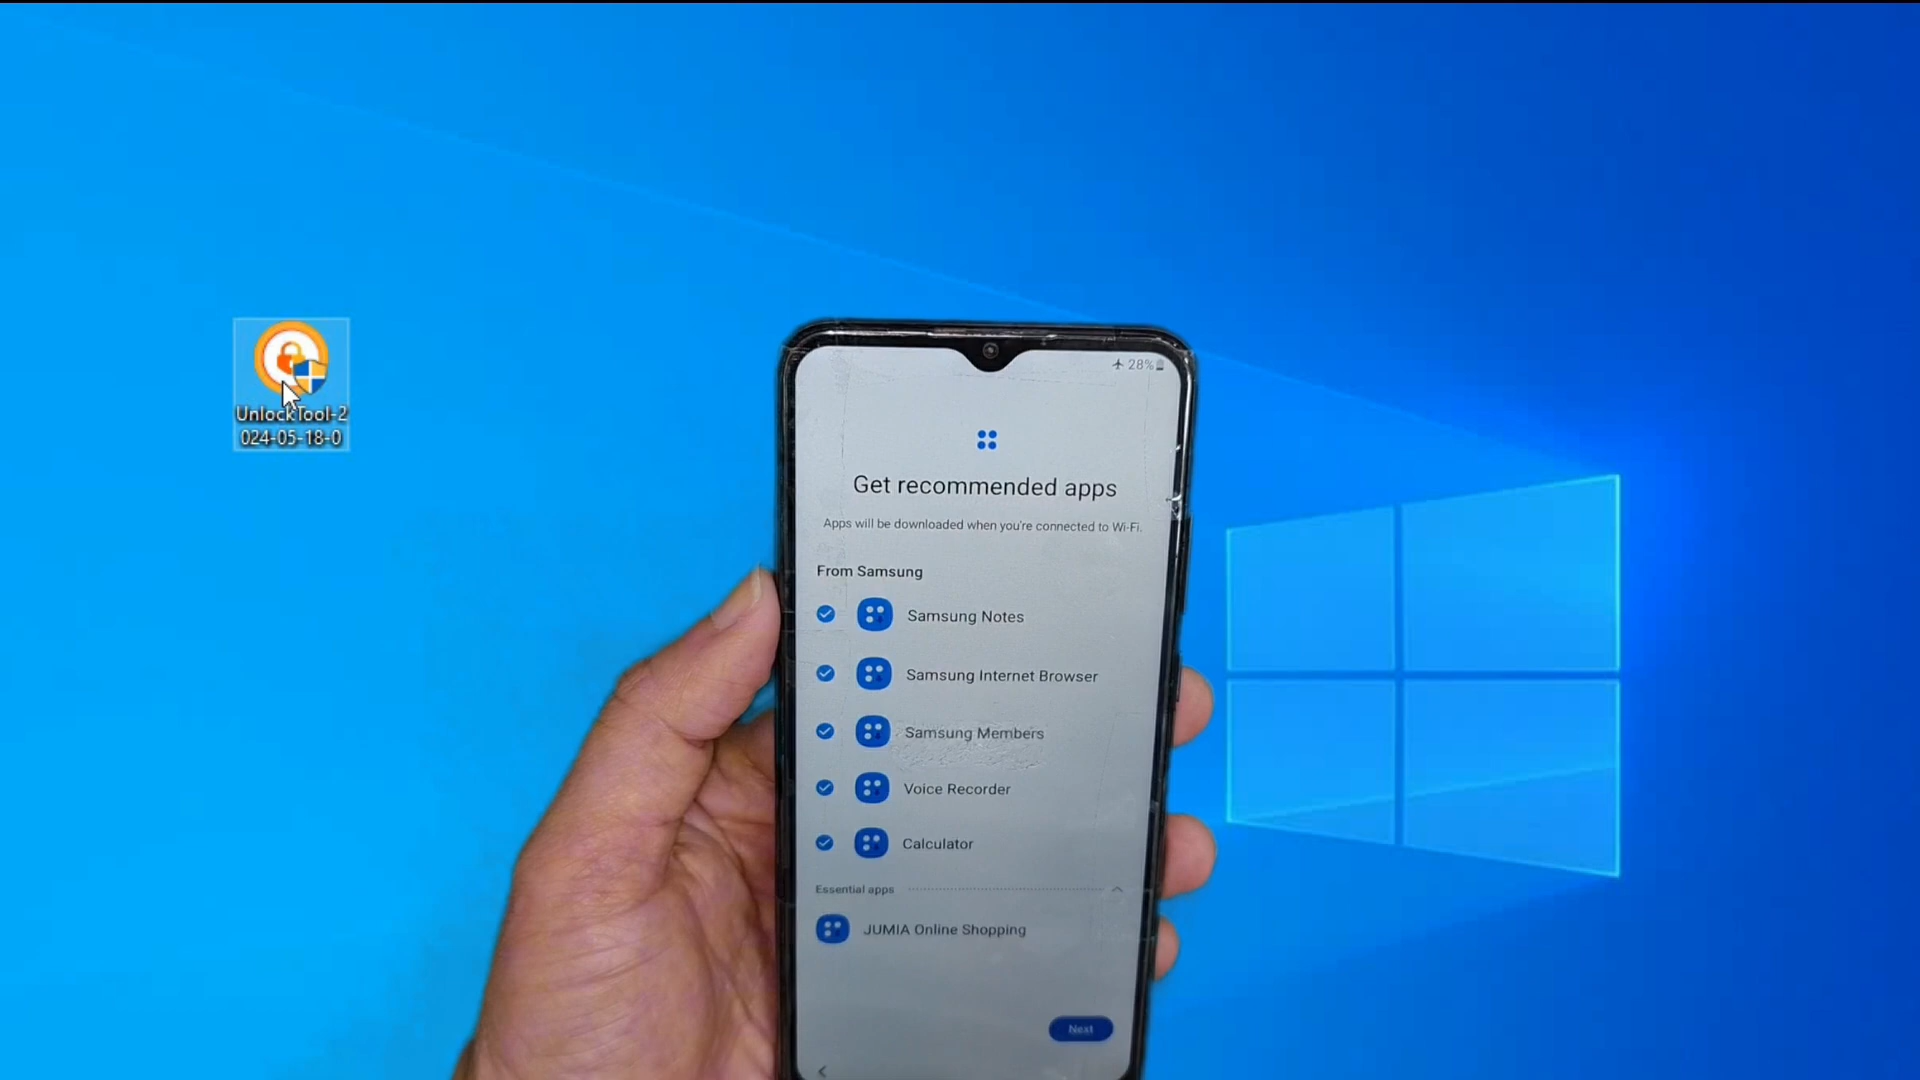 UnlockTool-2
024-05-18-0
28%
Get recommended apps
Apps will be downloaded when you're connected to Wi-Fi.
From Samsung
Samsung Notes
Samsung Internet Browser
Samsung Members
Voice Recorder
Calculator
Essential apps
JUMIA Online Shopping
Next